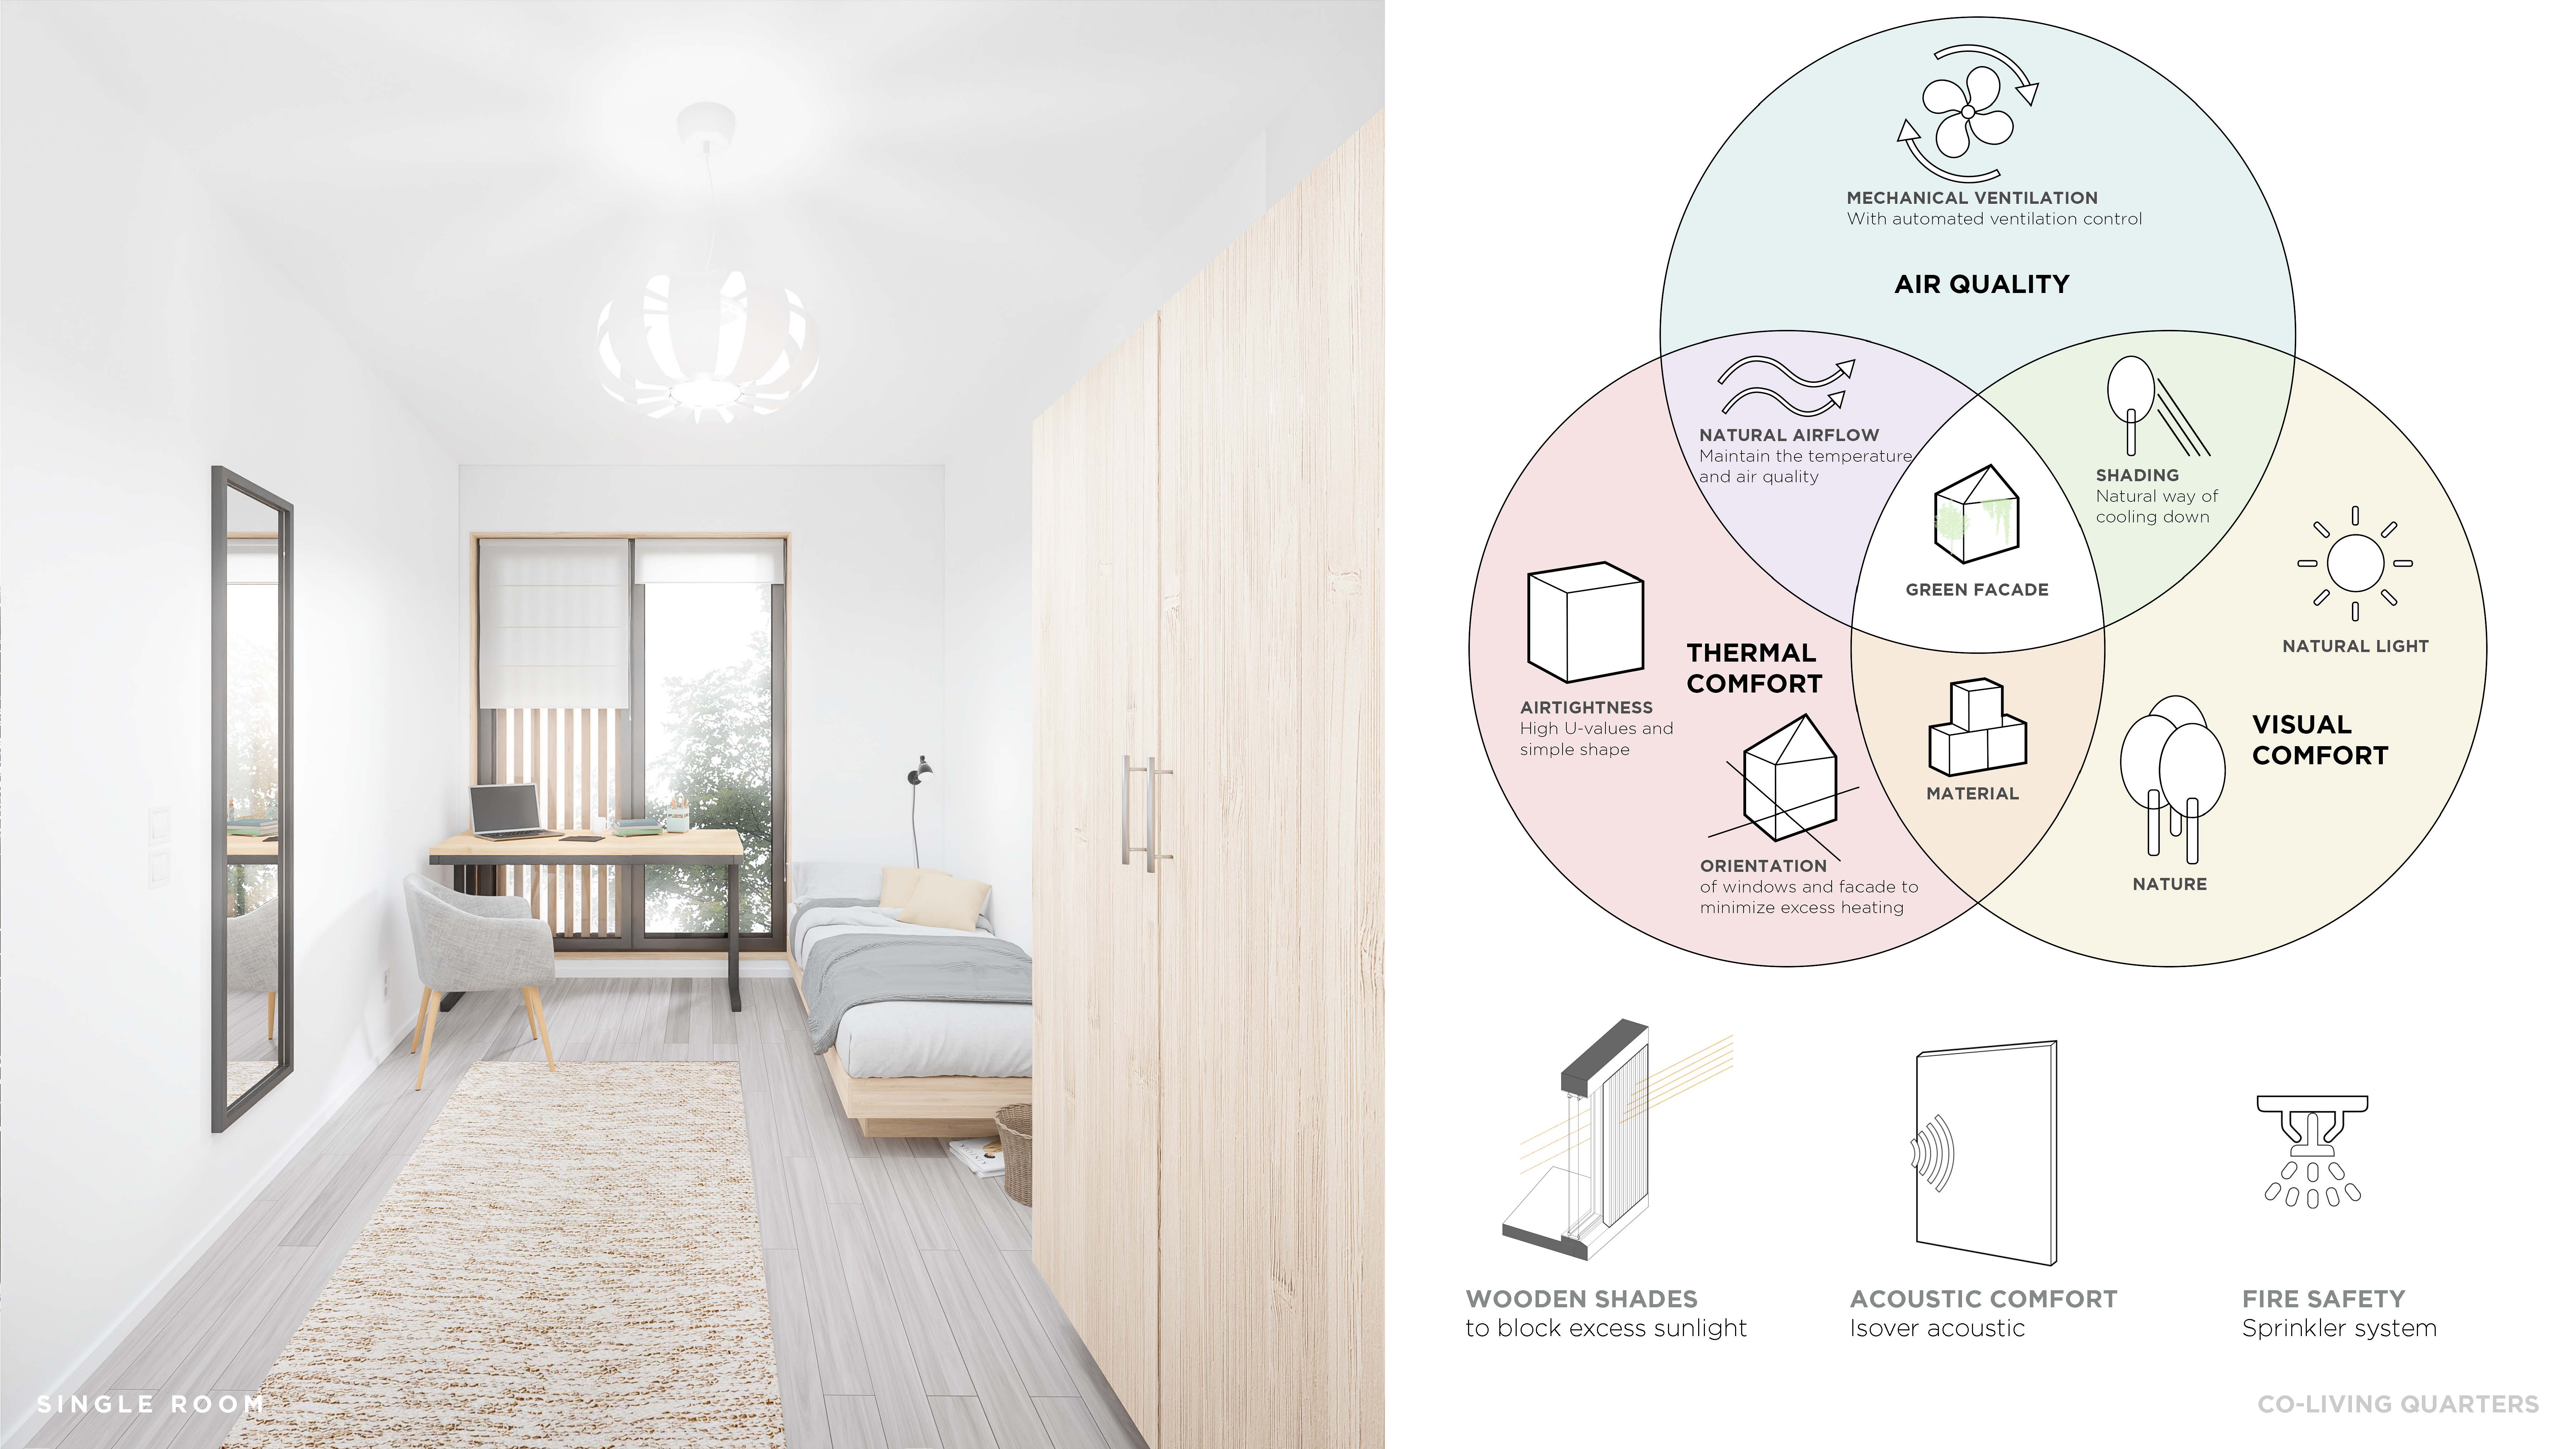 SINGLE ROOM
MECHANICAL VENTILATION
With automated ventilation control
AIR QUALITY
NATURAL AIRFLOW
Maintain the temperature
and air quality
SHADING
Natural way of
cooling down
GREEN FACADE
NATURAL LIGHT
THERMAL
COMFORT
AIRTIGHTNESS
High U-values and
simple shape
VISUAL
COMFORT
MATERIAL
ORIENTATION
of windows and facade to
minimize excess heating
NATURE
WOODEN SHADES
to block excess sunlight
ACOUSTIC COMFORT
Isover acoustic
FIRE SAFETY
Sprinkler system
CO-LIVING QUARTERS